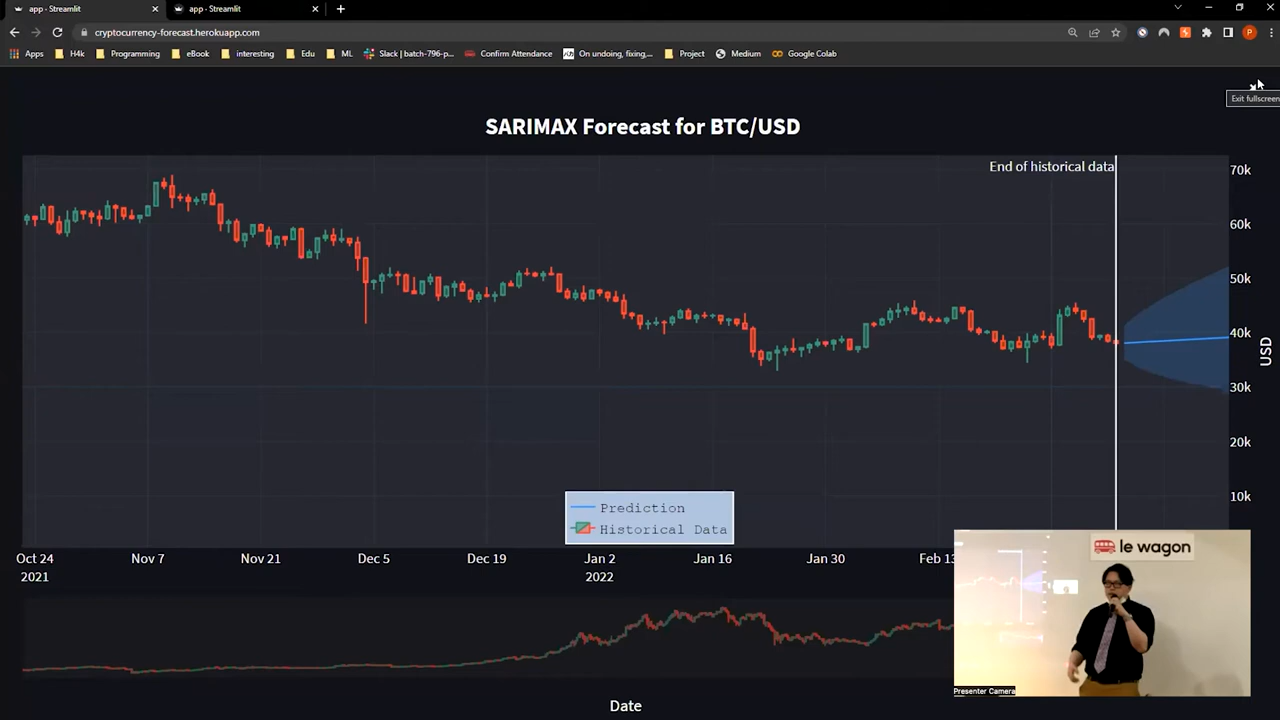 app - Streamlit
app - Streamlit
cryptocurrency-forecast.herokuapp.com
Apps
H4k
Programming
eBook
interesting
Edu
ML
Slack | batch-796-p...
Confirm Attendance
On undoing, fixing,...
Project
Medium
Google Colab
Exit fullscreen
SARIMAX Forecast for BTC/USD
End of historical data
70k
60k
50k
40k
30k
20k
10k
USD
Prediction
Historical Data
Oct 24
2021
Nov 7
Nov 21
Dec 5
Dec 19
Jan 2
2022
Jan 16
Jan 30
Feb 13
Date
le wagon
Presenter Camera